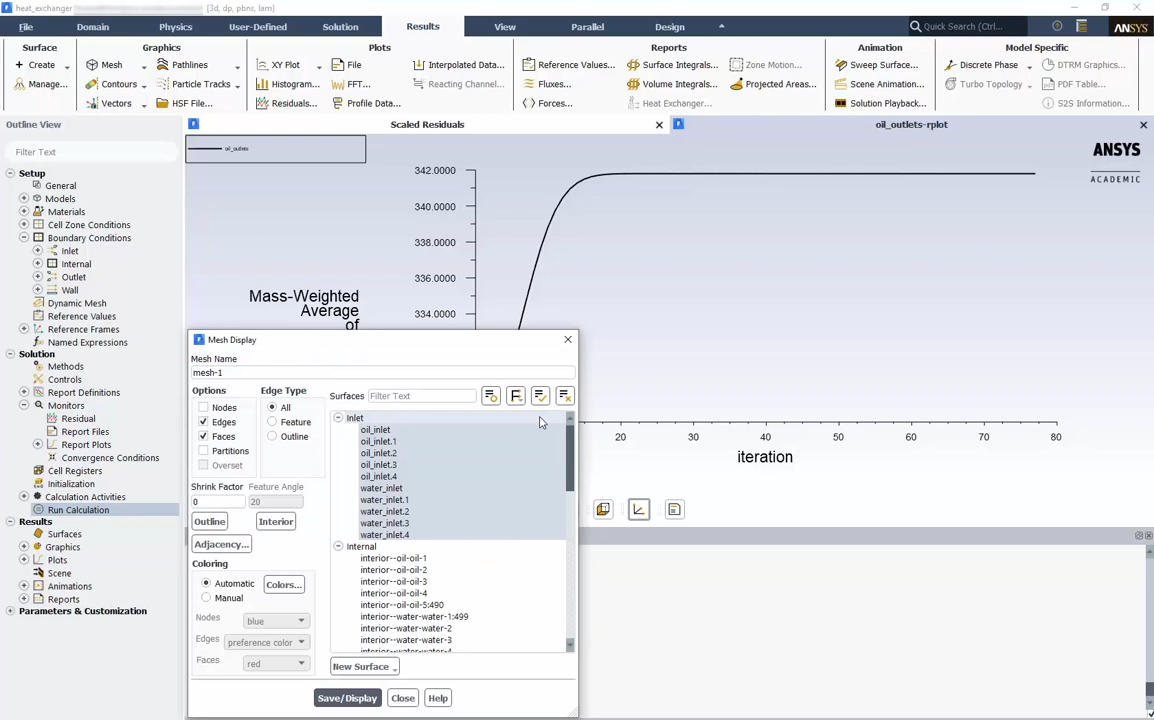 heat_exchanger [3d, dp, pbns, lam]
File Domain Physics User-Defined Solution Results View Parallel Design Quick Search (Ctrl... ANSYS
Surface Graphics Plots Reports Animation Model Specific
Create Mesh Pathlines XY Plot File Interpolated Data... Reference Values... Surface Integrals... Zone Motion... Sweep Surface... Discrete Phase DTRM Graphics...
Manage... Contours Particle Tracks Histogram... FFT... Reacting Channel... Fluxes... Volume Integrals... Projected Areas... Scene Animation... Turbo Topology PDF Table...
Vectors HSF File... Residuals... Profile Data... Forces... Heat Exchanger... Solution Playback... S2S Information...
Outline View
Filter Text
Setup
General
Models
Materials
Cell Zone Conditions
Boundary Conditions
Inlet
Internal
Outlet
Wall
Dynamic Mesh
Reference Values
Reference Frames
Named Expressions
Solution
Methods
Controls
Report Definitions
Monitors
Residual
Report Files
Report Plots
Convergence Conditions
Cell Registers
Initialization
Calculation Activities
Run Calculation
Results
Surfaces
Graphics
Plots
Scene
Animations
Reports
Parameters & Customization
Scaled Residuals
oil_outlets-rplot
oil_outlets
ANSYS
ACADEMIC
342.0000
340.0000
338.0000
336.0000
334.0000
Mass-Weighted
Average
of
20 30 40 50 60 70 80
iteration
Mesh Display
Mesh Name
mesh-1
Options
Nodes
Edges
Faces
Partitions
Overset
Edge Type
All
Feature
Outline
Shrink Factor Feature Angle
0 20
Outline Interior
Adjacency...
Coloring
Automatic Colors...
Manual
Nodes blue
Edges preference color
Faces red
Surfaces Filter Text
Inlet
oil_inlet
oil_inlet.1
oil_inlet.2
oil_inlet.3
oil_inlet.4
water_inlet
water_inlet.1
water_inlet.2
water_inlet.3
water_inlet.4
Internal
interior--oil-oil-1
interior--oil-oil-2
interior--oil-oil-3
interior--oil-oil-4
interior--oil-oil-5:490
interior--water-water-1:499
interior--water-water-2
interior--water-water-3
interior--water-water-4
New Surface
Save/Display Close Help